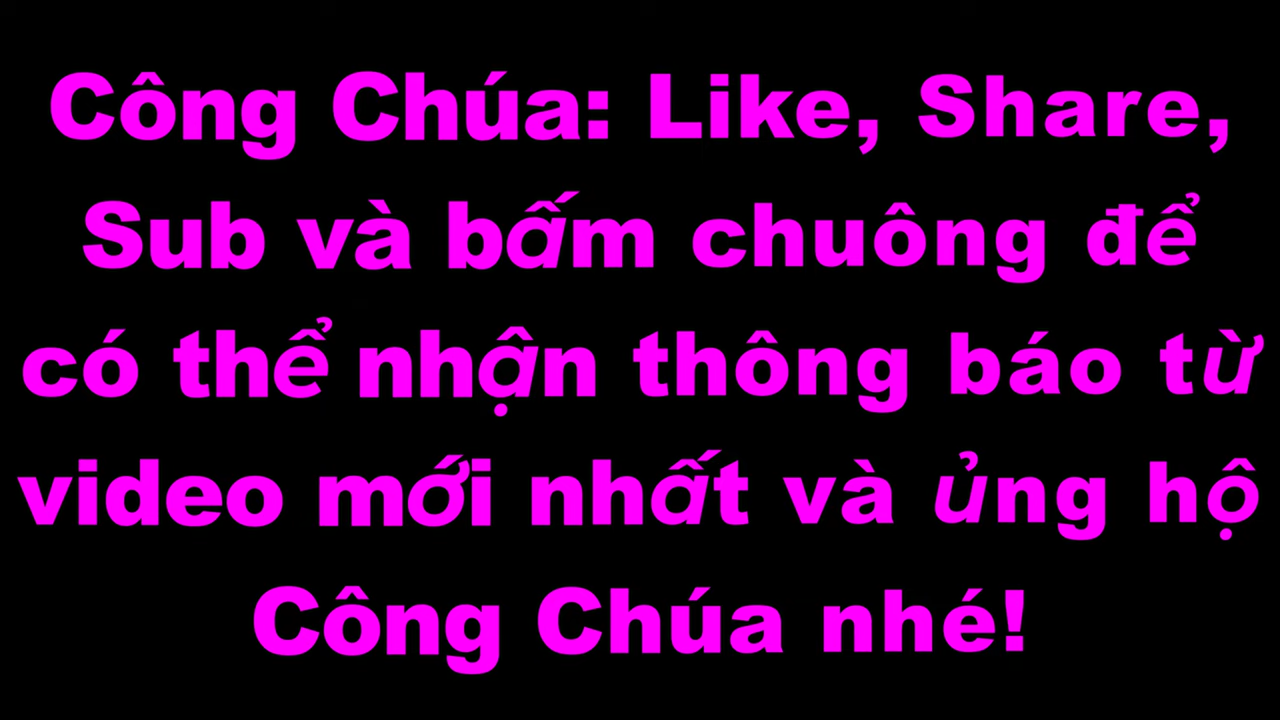 Công Chúa: Like, Share,
Sub và bấm chuông để
có thể nhận thông báo từ
video mới nhất và ủng hộ
Công Chúa nhé!